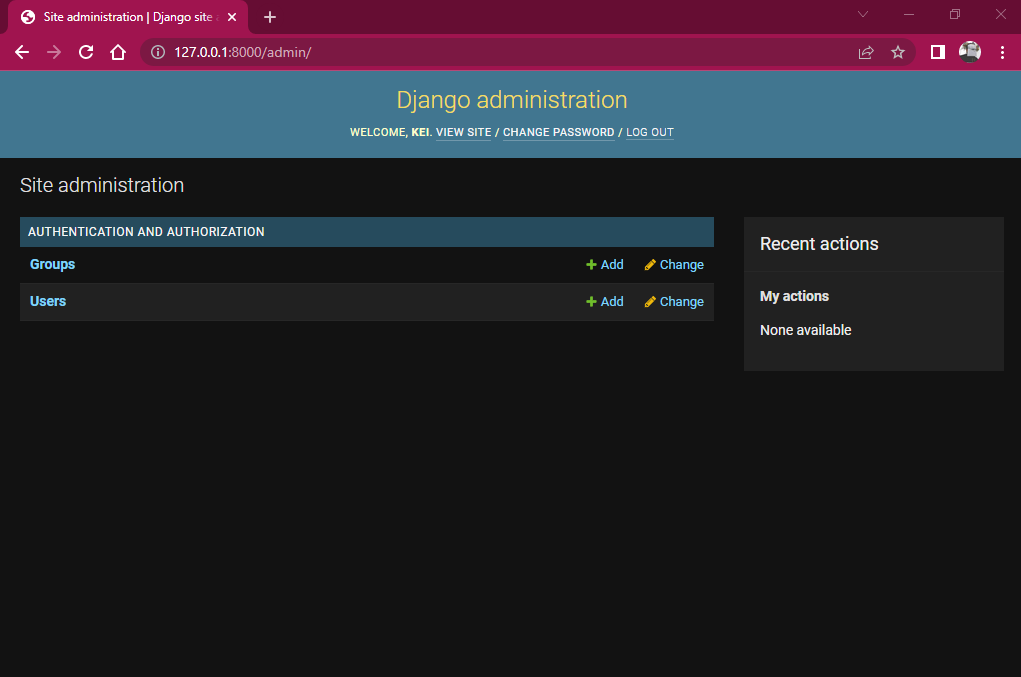 Site administration | Django site a
127.0.0.1:8000/admin/
Django administration
WELCOME, KEI. VIEW SITE / CHANGE PASSWORD / LOG OUT
Site administration
AUTHENTICATION AND AUTHORIZATION
Groups Add Change
Users Add Change
Recent actions
My actions
None available